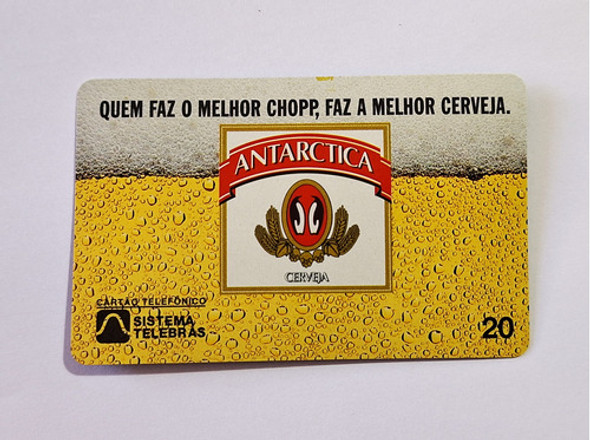 QUEM FAZ O MELHOR CHOPP, FAZ A MELHOR CERVEJA.
ANTARCTICA
CERVEJA
CARTÃO TELEFÔNICO
SISTEMA
TELEBRÁS
20